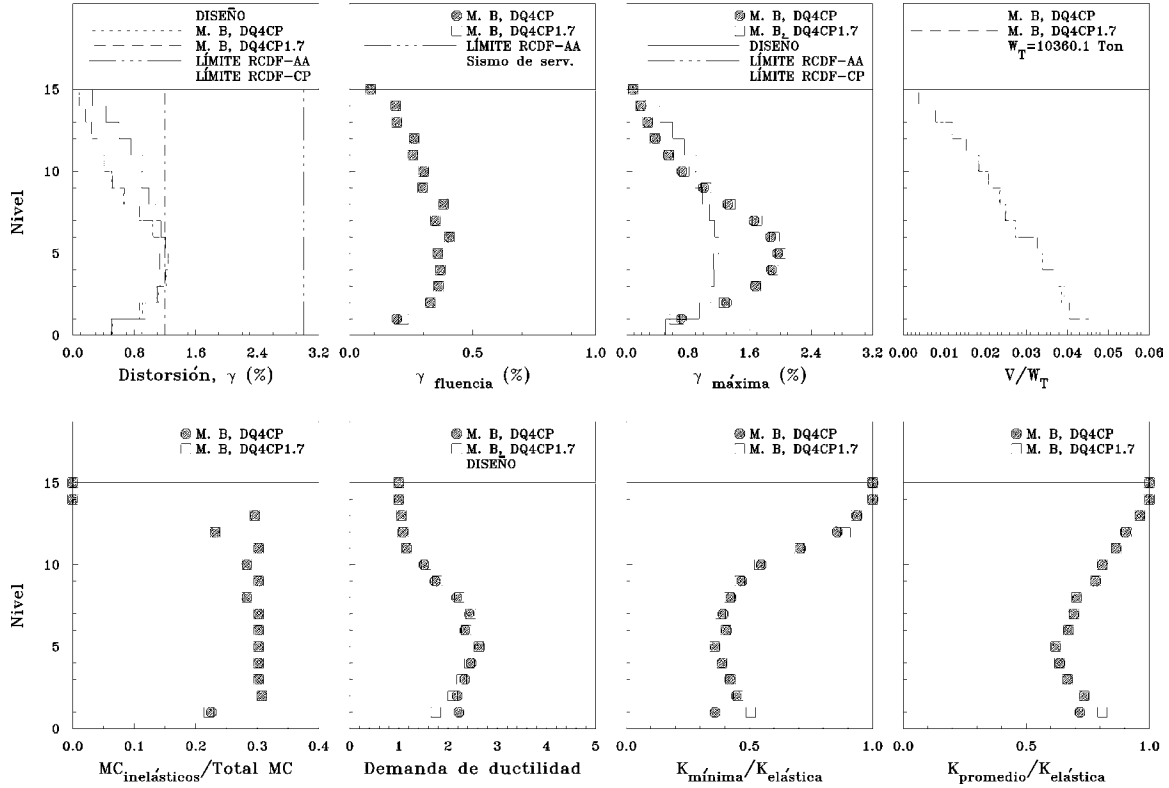 DISEÑO
M. B, DQ4CP
M. B, DQ4CP1.7
LÍMITE RCDF-AA
LÍMITE RCDF-CP
Nivel
15
10
5
0
0.0 0.8 1.6 2.4 3.2
Distorsión, γ (%)
M. B, DQ4CP
M. B, DQ4CP1.7
LÍMITE RCDF-AA
Sismo de serv.
0.0 0.5 1.0
γ fluencia (%)
M. B, DQ4CP
M. B, DQ4CP1.7
DISEÑO
LÍMITE RCDF-AA
LÍMITE RCDF-CP
0.0 0.8 1.6 2.4 3.2
γ máxima (%)
M. B, DQ4CP
M. B, DQ4CP1.7
W_T=10360.1 Ton
0.00 0.01 0.02 0.03 0.04 0.05 0.06
V/W_T
M. B, DQ4CP
M. B, DQ4CP1.7
Nivel
15
10
5
0
0.0 0.1 0.2 0.3 0.4
MC inelásticos/Total MC
M. B, DQ4CP
M. B, DQ4CP1.7
DISEÑO
0 1 2 3 4 5
Demanda de ductilidad
M. B, DQ4CP
M. B, DQ4CP1.7
0.0 0.5 1.0
K mínima/K elástica
M. B, DQ4CP
M. B, DQ4CP1.7
0.0 0.5 1.0
K promedio/K elástica